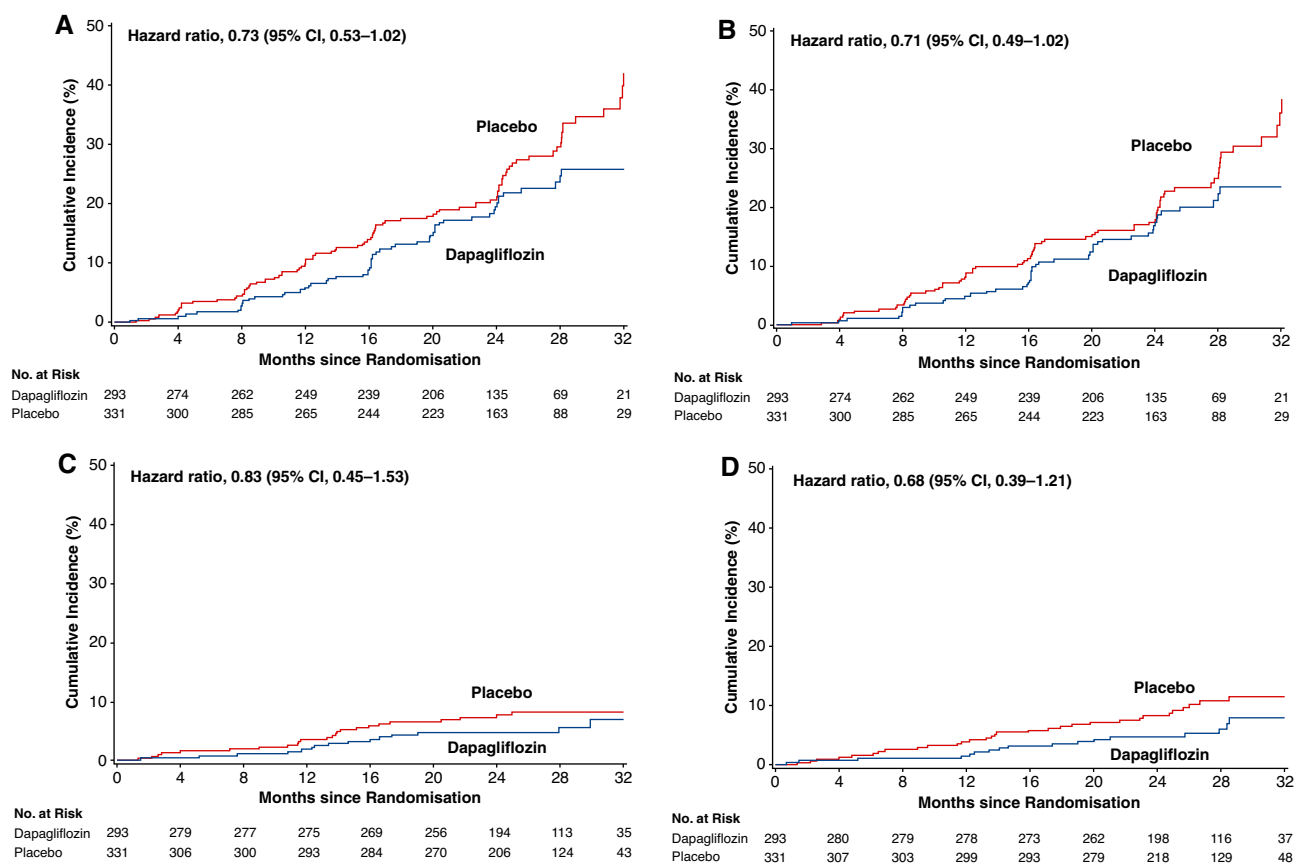 A
Hazard ratio, 0.73 (95% CI, 0.53–1.02)
Cumulative Incidence (%)
50
40
30
20
10
0
Placebo
Dapagliflozin
0 4 8 12 16 20 24 28 32
Months since Randomisation
No. at Risk
Dapagliflozin 293 274 262 249 239 206 135 69 21
Placebo 331 300 285 265 244 223 163 88 29
B
Hazard ratio, 0.71 (95% CI, 0.49–1.02)
Cumulative Incidence (%)
50
40
30
20
10
0
Placebo
Dapagliflozin
0 4 8 12 16 20 24 28 32
Months since Randomisation
No. at Risk
Dapagliflozin 293 274 262 249 239 206 135 69 21
Placebo 331 300 285 265 244 223 163 88 29
C
Hazard ratio, 0.83 (95% CI, 0.45–1.53)
Cumulative Incidence (%)
50
40
30
20
10
0
Placebo
Dapagliflozin
0 4 8 12 16 20 24 28 32
Months since Randomisation
No. at Risk
Dapagliflozin 293 279 277 275 269 256 194 113 35
Placebo 331 306 300 293 284 270 206 124 43
D
Hazard ratio, 0.68 (95% CI, 0.39–1.21)
Cumulative Incidence (%)
50
40
30
20
10
0
Placebo
Dapagliflozin
0 4 8 12 16 20 24 28 32
Months since Randomisation
No. at Risk
Dapagliflozin 293 280 279 278 273 262 198 116 37
Placebo 331 307 303 299 293 279 218 129 48